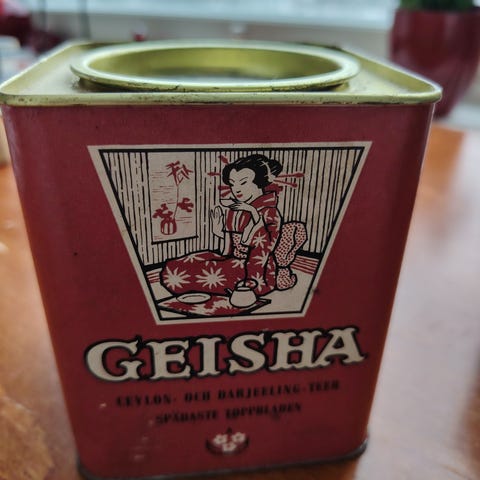 GEISHA
CEYLON- OCH DARJEELING-TEER
SPÄDASTE TOPPBLADEN